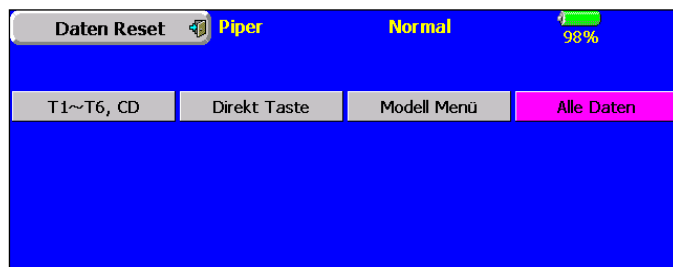 Daten Reset Piper Normal 98%
T1~T6, CD Direkt Taste Modell Menü Alle Daten